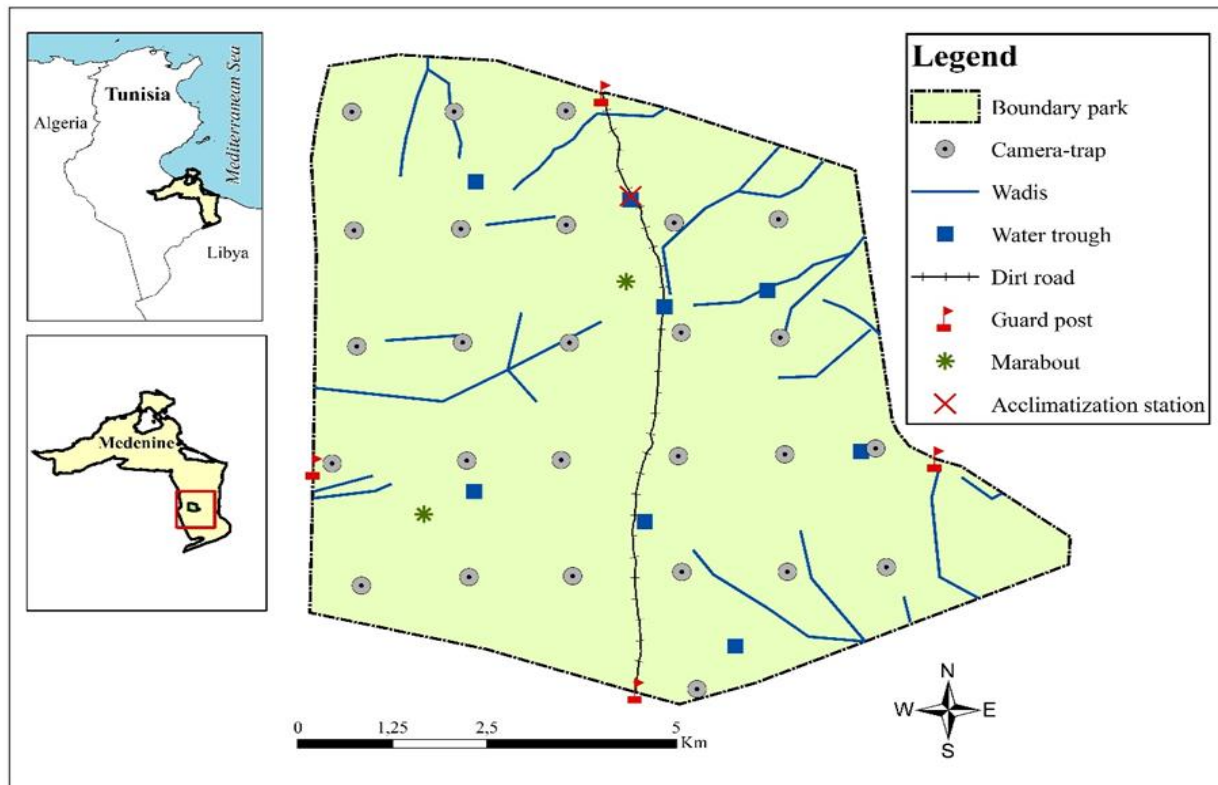 Tunisia
Algeria
Mediterranean Sea
Libya
Medenine
Legend
Boundary park
Camera-trap
Wadis
Water trough
Dirt road
Guard post
Marabout
Acclimatization station
N
W E
S
0 1,25 2,5 5
Km